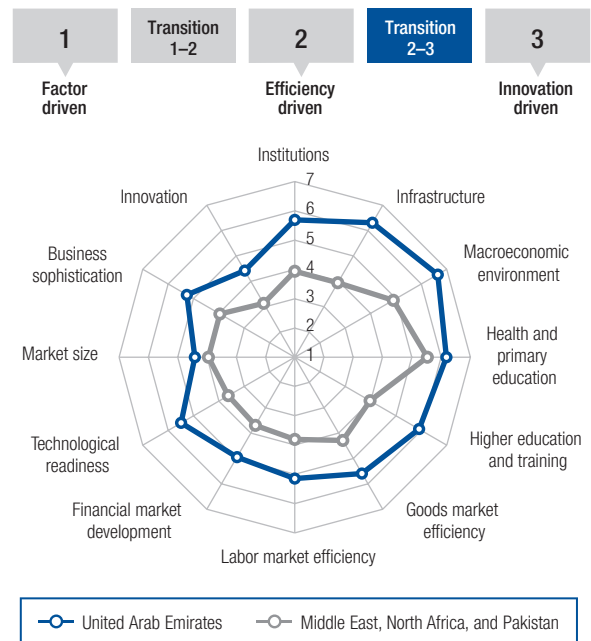 1
Transition
1–2
2
Transition
2–3
3
Factor
driven
Efficiency
driven
Innovation
driven
Institutions
Innovation
Infrastructure
Business
sophistication
Macroeconomic
environment
Market size
Health and
primary
education
Technological
readiness
Higher education
and training
Financial market
development
Goods market
efficiency
Labor market efficiency
7
6
5
4
3
2
1
United Arab Emirates
Middle East, North Africa, and Pakistan